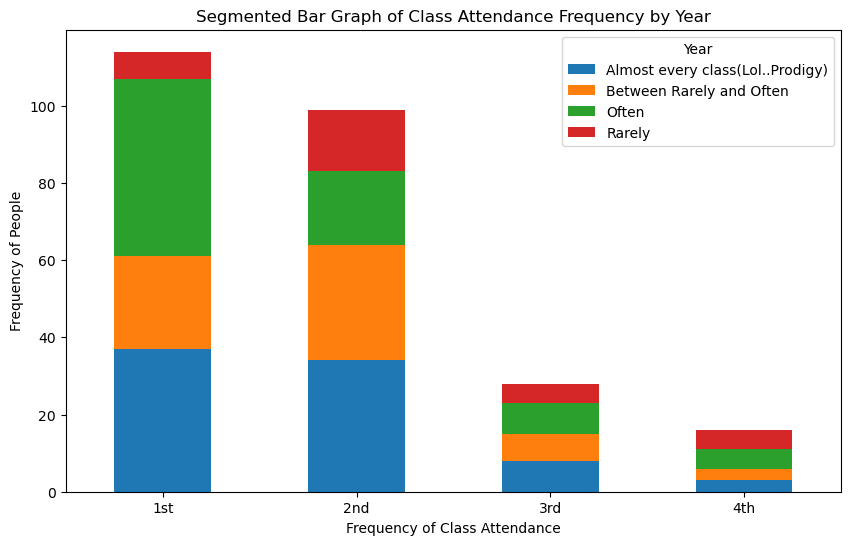 Segmented Bar Graph of Class Attendance Frequency by Year
Year
Almost every class(Lol..Prodigy)
Between Rarely and Often
Often
Rarely
Frequency of People
100
80
60
40
20
0
1st 2nd 3rd 4th
Frequency of Class Attendance